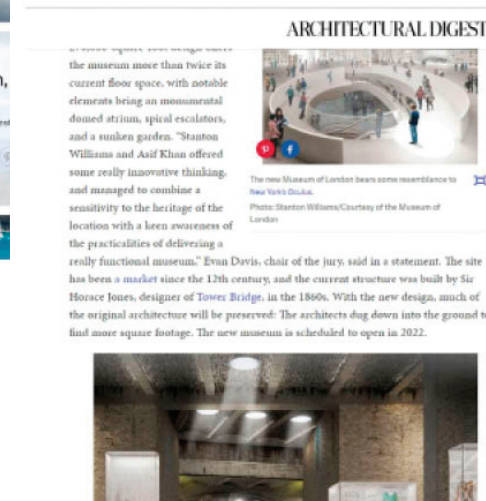 ARCHITECTURAL DIGEST
the museum more than twice its
current floor space, with notable
elements being an monumental
domed atrium, spiral escalators,
and a sunken garden. "Stanton
Williams and Asif Khan offered
some really innovative thinking,
and managed to combine a
sensitivity to the heritage of the
location with a keen awareness of
the practicalities of delivering a
The new Museum of London bears some resemblance to
New York's Oculus.
Photo: Stanton Williams/Courtesy of the Museum of
London
really functional museum," Evan Davis, chair of the jury, said in a statement. The site
has been a market since the 12th century, and the current structure was built by Sir
Horace Jones, designer of Tower Bridge, in the 1860s. With the new design, much of
the original architecture will be preserved: The architects dug down into the ground to
find more square footage. The new museum is scheduled to open in 2022.